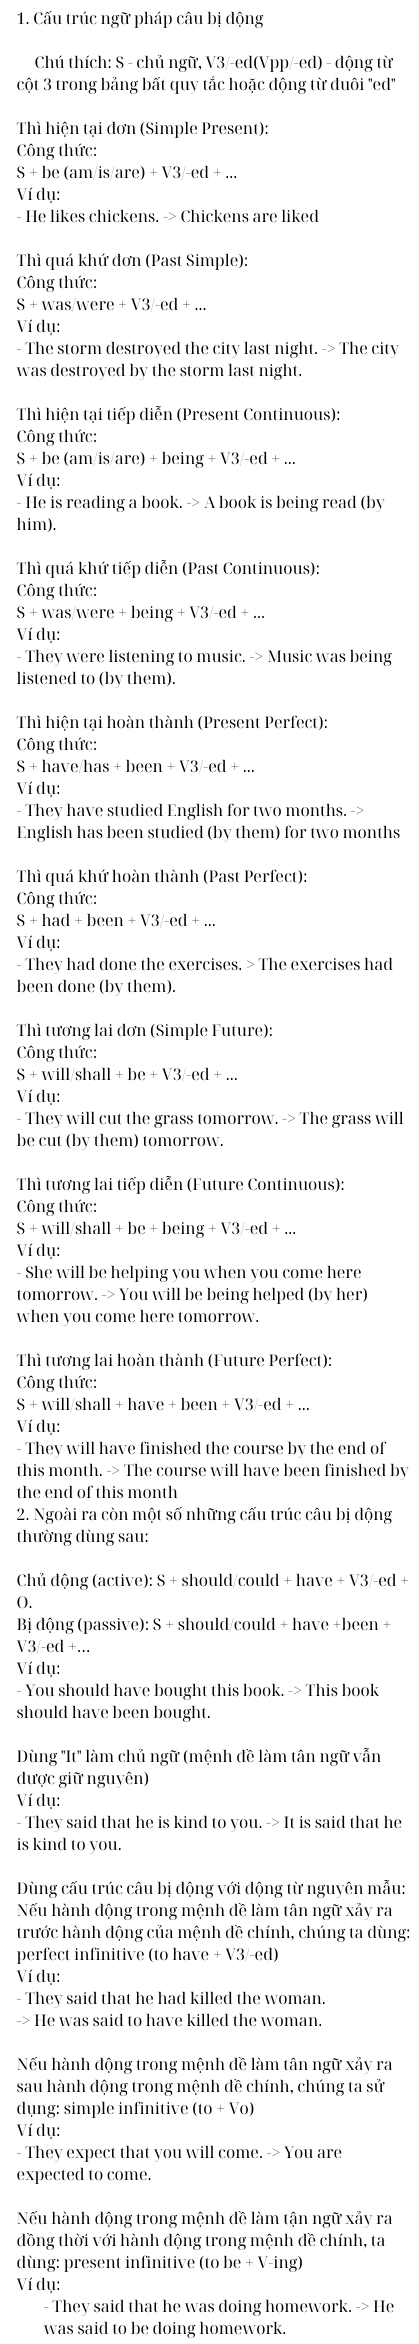 1. Cấu trúc ngữ pháp câu bị động
Chú thích: S - chủ ngữ, V3/-ed(Vpp/-ed) - động từ
cột 3 trong bảng bất quy tắc hoặc động từ đuôi "ed"
Thì hiện tại đơn (Simple Present):
Công thức:
S + be (am/is/are) + V3/-ed + ...
Ví dụ:
- He likes chickens. -> Chickens are liked
Thì quá khứ đơn (Past Simple):
Công thức:
S + was/were + V3/-ed + ...
Ví dụ:
- The storm destroyed the city last night. -> The city
was destroyed by the storm last night.
Thì hiện tại tiếp diễn (Present Continuous):
Công thức:
S + be (am/is/are) + being + V3/-ed + ...
Ví dụ:
- He is reading a book. -> A book is being read (by
him).
Thì quá khứ tiếp diễn (Past Continuous):
Công thức:
S + was/were + being + V3/-ed + ...
Ví dụ:
- They were listening to music. -> Music was being
listened to (by them).
Thì hiện tại hoàn thành (Present Perfect):
Công thức:
S + have/has + been + V3/-ed + ...
Ví dụ:
- They have studied English for two months. ->
English has been studied (by them) for two months
Thì quá khứ hoàn thành (Past Perfect):
Công thức:
S + had + been + V3/-ed + ...
Ví dụ:
- They had done the exercises. > The exercises had
been done (by them).
Thì tương lai đơn (Simple Future):
Công thức:
S + will/shall + be + V3/-ed + ...
Ví dụ:
- They will cut the grass tomorrow. -> The grass will
be cut (by them) tomorrow.
Thì tương lai tiếp diễn (Future Continuous):
Công thức:
S + will/shall + be + being + V3/-ed + ...
Ví dụ:
- She will be helping you when you come here
tomorrow. -> You will be being helped (by her)
when you come here tomorrow.
Thì tương lai hoàn thành (Future Perfect):
Công thức:
S + will/shall + have + been + V3/-ed + ...
Ví dụ:
- They will have finished the course by the end of
this month. -> The course will have been finished by
the end of this month
2. Ngoài ra còn một số những cấu trúc câu bị động
thường dùng sau:
Chủ động (active): S + should/could + have + V3/-ed +
O.
Bị động (passive): S + should/could + have +been +
V3/-ed +...
Ví dụ:
- You should have bought this book. -> This book
should have been bought.
Dùng "It" làm chủ ngữ (mệnh đề làm tân ngữ vẫn
được giữ nguyên)
Ví dụ:
- They said that he is kind to you. -> It is said that he
is kind to you.
Dùng cấu trúc câu bị động với động từ nguyên mẫu:
Nếu hành động trong mệnh đề làm tân ngữ xảy ra
trước hành động của mệnh đề chính, chúng ta dùng:
perfect infinitive (to have + V3/-ed)
Ví dụ:
- They said that he had killed the woman.
-> He was said to have killed the woman.
Nếu hành động trong mệnh đề làm tân ngữ xảy ra
sau hành động trong mệnh đề chính, chúng ta sử
dụng: simple infinitive (to + Vo)
Ví dụ:
- They expect that you will come. -> You are
expected to come.
Nếu hành động trong mệnh đề làm tận ngữ xảy ra
đồng thời với hành động trong mệnh đề chính, ta
dùng: present infinitive (to be + V-ing)
Ví dụ:
- They said that he was doing homework. -> He
was said to be doing homework.